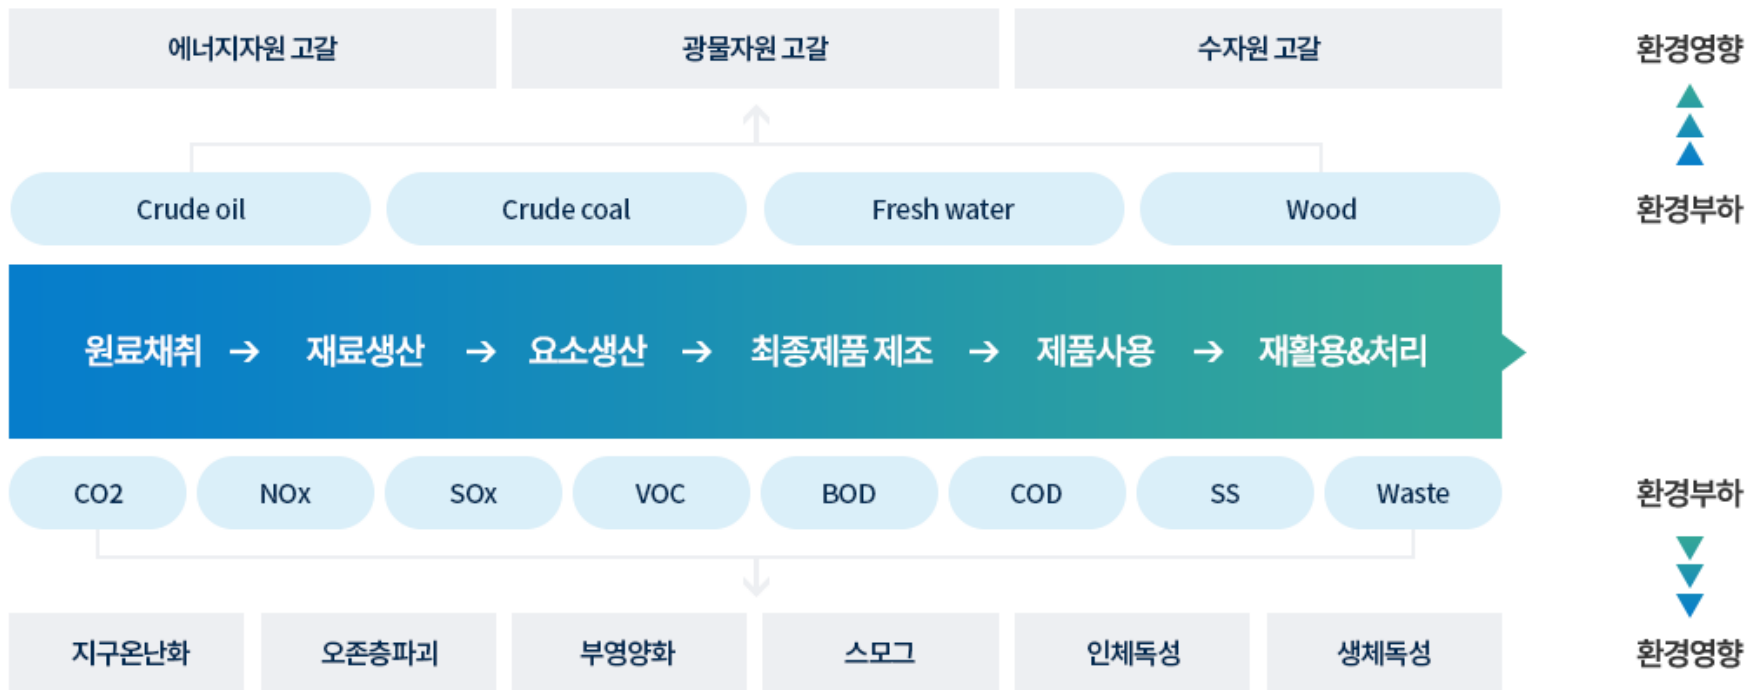 에너지자원 고갈 광물자원 고갈 수자원 고갈 환경영향
Crude oil Crude coal Fresh water Wood 환경부하
원료채취 → 재료생산 → 요소생산 → 최종제품 제조 → 제품사용 → 재활용&처리
CO2 NOx SOx VOC BOD COD SS Waste 환경부하
지구온난화 오존층파괴 부영양화 스모그 인체독성 생체독성 환경영향